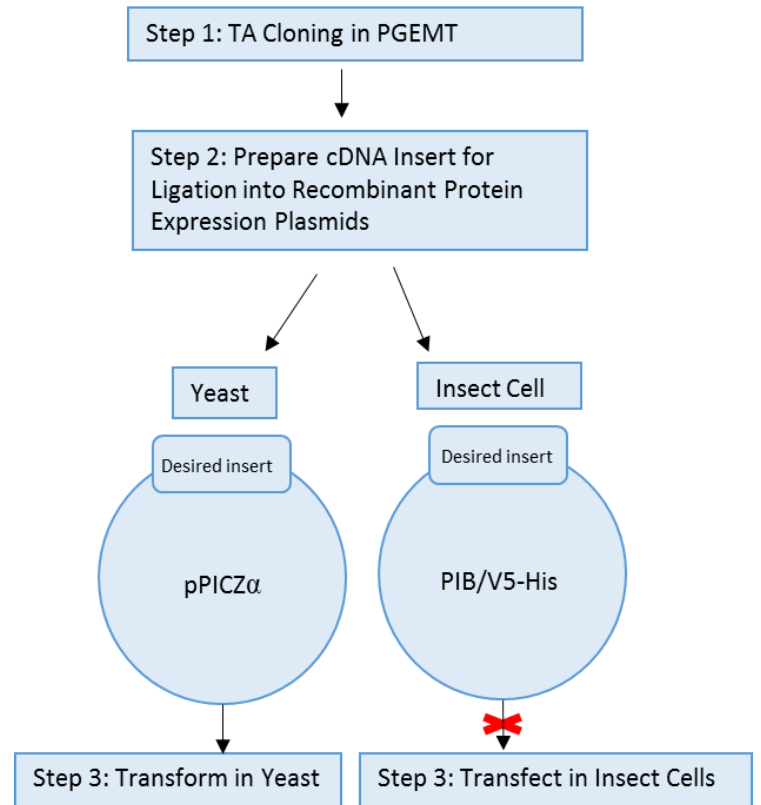 Step 1: TA Cloning in PGEMT
Step 2: Prepare cDNA Insert for
Ligation into Recombinant Protein
Expression Plasmids
Yeast
Insect Cell
Desired insert
Desired insert
pPICZα
PIB/V5-His
Step 3: Transform in Yeast
Step 3: Transfect in Insect Cells